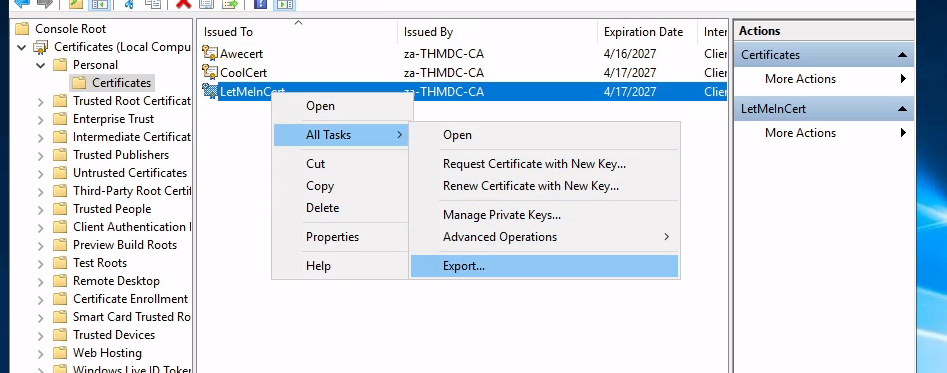 Console Root
Certificates (Local Compu
Personal
Certificates
Trusted Root Certificat
Enterprise Trust
Intermediate Certificat
Trusted Publishers
Untrusted Certificates
Third-Party Root Certif
Trusted People
Client Authentication I
Preview Build Roots
Test Roots
Remote Desktop
Certificate Enrollment
Smart Card Trusted Ro
Trusted Devices
Web Hosting
Windows Live ID Token
Issued To Issued By Expiration Date Inter
Awecert za-THMDC-CA 4/16/2027 Clier
CoolCert za-THMDC-CA 4/17/2027 Clier
LetMeInCert za-THMDC-CA 4/17/2027 Clier
Open
All Tasks
Cut
Copy
Delete
Properties
Help
Open
Request Certificate with New Key...
Renew Certificate with New Key...
Manage Private Keys...
Advanced Operations
Export...
Actions
Certificates
More Actions
LetMeInCert
More Actions